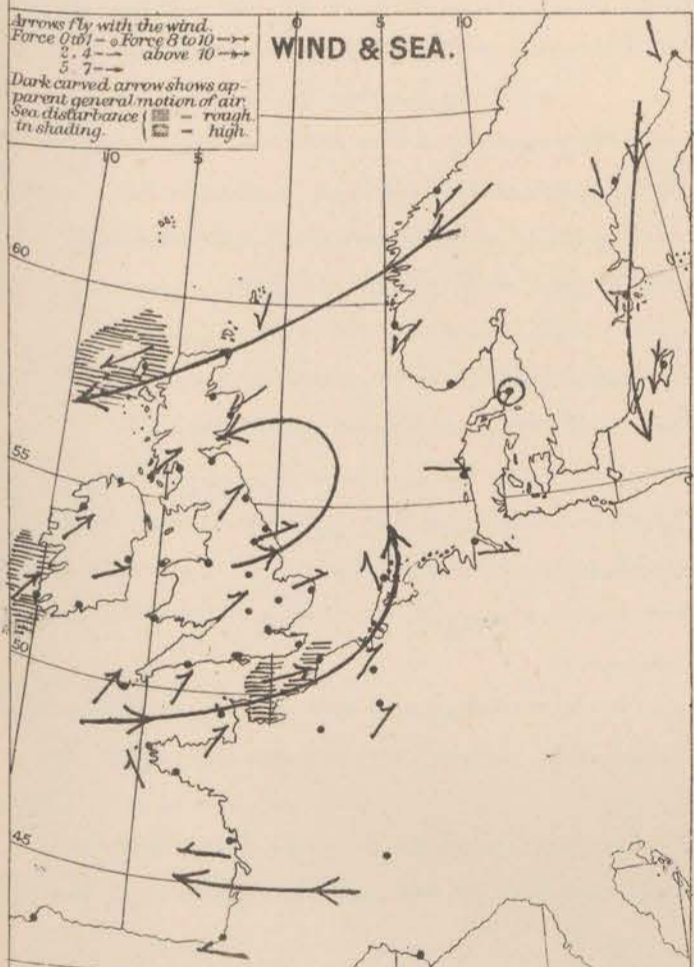 Arrows fly with the wind.
Force 0 to 1 – Force 8 to 10 –
2 . 4 – above 10 –
5 . 7 –
Dark curved arrow shows ap-
parent general motion of air.
Sea disturbance { – rough.
in shading. { – high.
WIND & SEA.
5 10
10 5
60
55
50
45